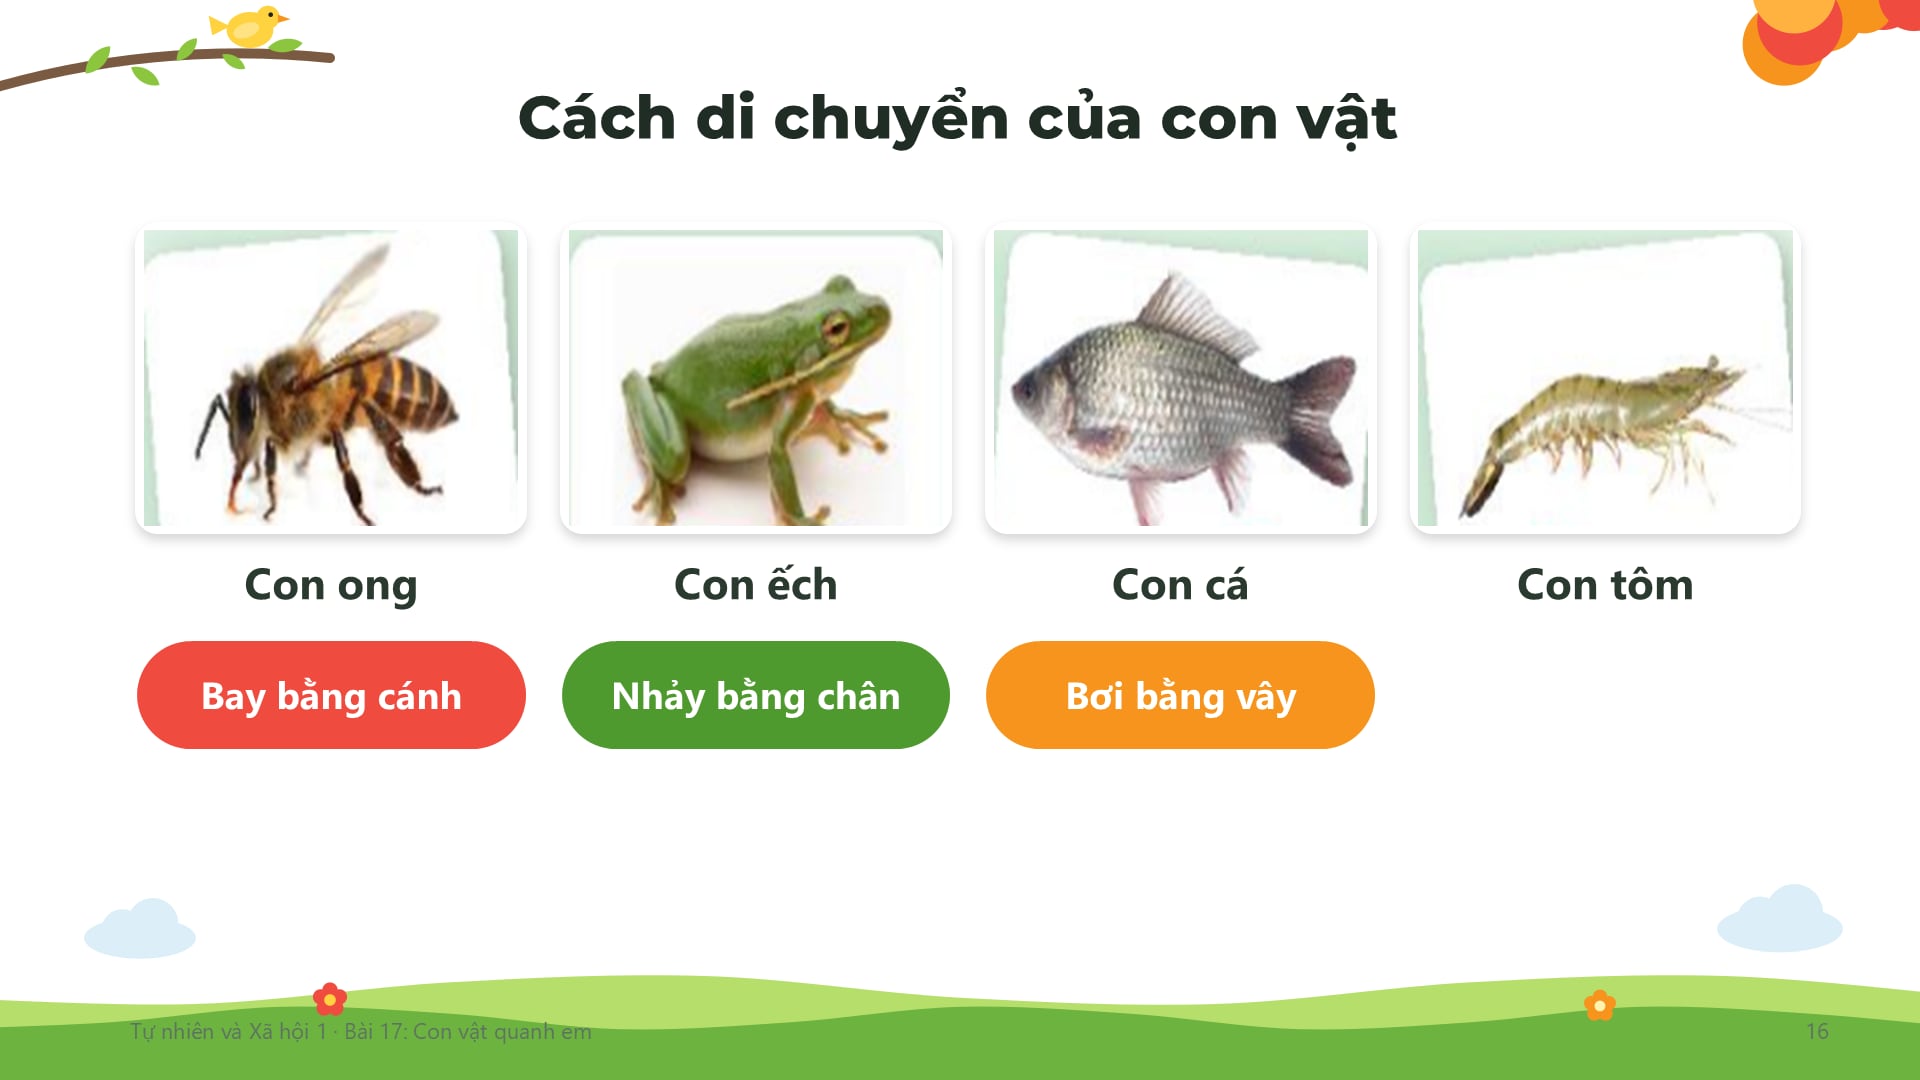 Cách di chuyển của con vật
Con ong
Con ếch
Con cá
Con tôm
Bay bằng cánh
Nhảy bằng chân
Bơi bằng vây
Tự nhiên và Xã hội 1 · Bài 17: Con vật quanh em
16